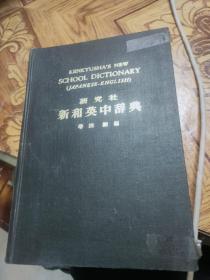 KENKYUSHA'S NEW
SCHOOL DICTIONARY
(JAPANESE-ENGLISH)
研究社
新和英中辞典